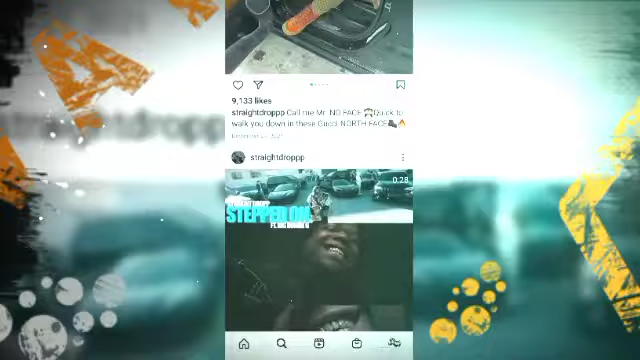 9,133 likes
straightdroppp Call me Mr. NO FACE Quick to
walk you down in these Gucci NORTH FACE
straightdroppp
0:28
STRAIGHTDROPP
STEPPED ON